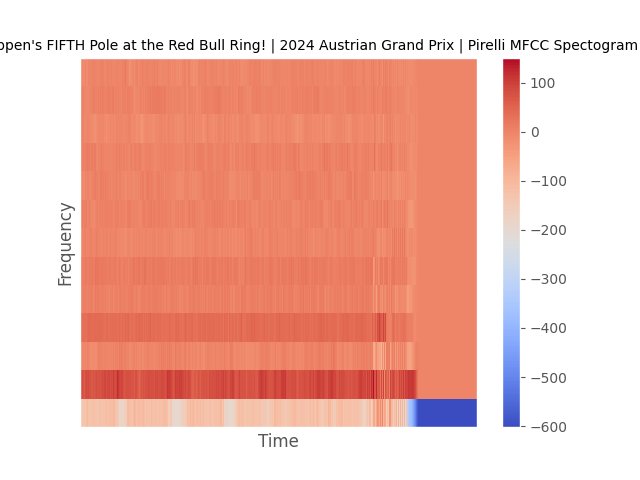 open's FIFTH Pole at the Red Bull Ring! | 2024 Austrian Grand Prix | Pirelli MFCC Spectogram
Frequency
Time
100
0
−100
−200
−300
−400
−500
−600